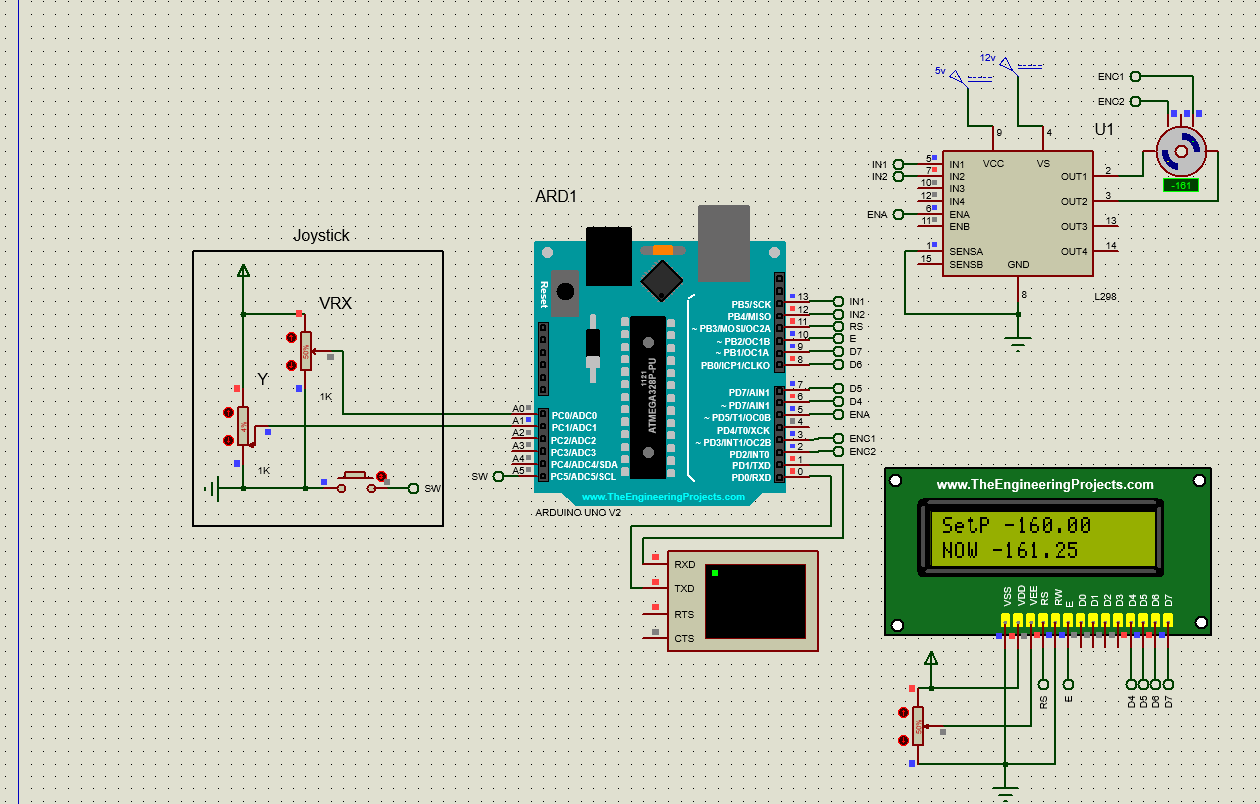 5v
12v
ENC1
ENC2
U1
9
4
VCC
VS
IN1
IN2
5
7
10
12
6
11
1
15
IN1
IN2
IN3
IN4
ENA
ENB
SENSA
SENSB
ENA
OUT1
OUT2
OUT3
OUT4
2
3
13
14
GND
8
L298
-161
ARD1
Joystick
VRX
50%
1K
Y
4%
1K
SW
SW
Reset
A0
A1
A2
A3
A4
A5
PC0/ADC0
PC1/ADC1
PC2/ADC2
PC3/ADC3
PC4/ADC4/SDA
PC5/ADC5/SCL
1121
ATMEGA328P-PU
PB5/SCK
PB4/MISO
~ PB3/MOSI/OC2A
~ PB2/OC1B
~ PB1/OC1A
PB0/ICP1/CLKO
13
12
11
10
9
8
IN1
IN2
RS
E
D7
D6
PD7/AIN1
~ PD7/AIN1
~ PD5/T1/OC0B
PD4/T0/XCK
~ PD3/INT1/OC2B
PD2/INT0
PD1/TXD
PD0/RXD
7
6
5
4
3
2
1
0
D5
D4
ENA
ENC1
ENC2
www.TheEngineeringProjects.com
ARDUINO UNO V2
RXD
TXD
RTS
CTS
www.TheEngineeringProjects.com
SetP -160.00
NOW -161.25
VSS
VDD
VEE
RS
RW
E
D0
D1
D2
D3
D4
D5
D6
D7
RS
E
D4
D5
D6
D7
50%